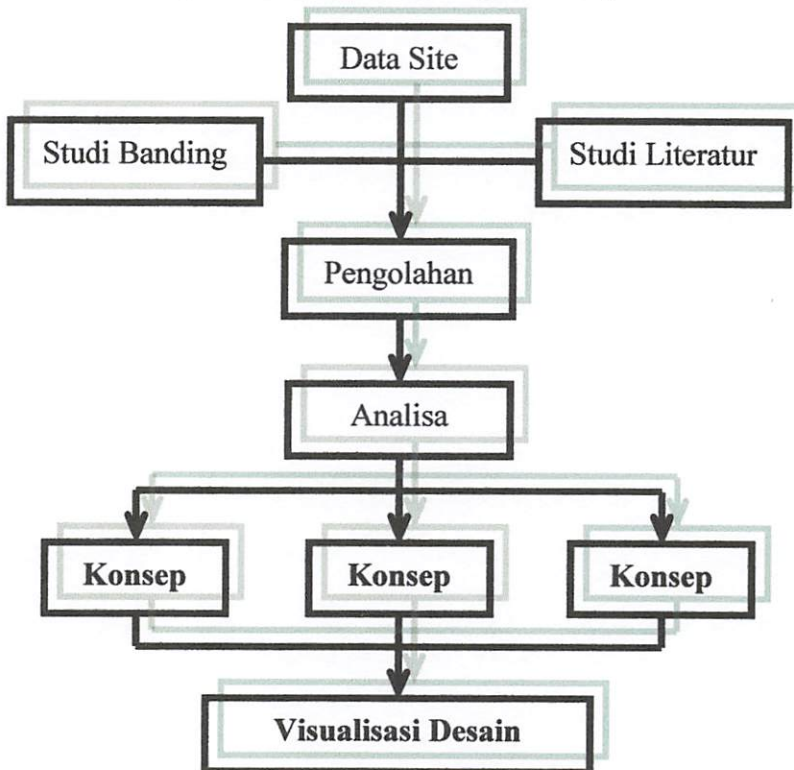 Data Site
Studi Banding
Studi Literatur
Pengolahan
Analisa
Konsep
Konsep
Konsep
Visualisasi Desain